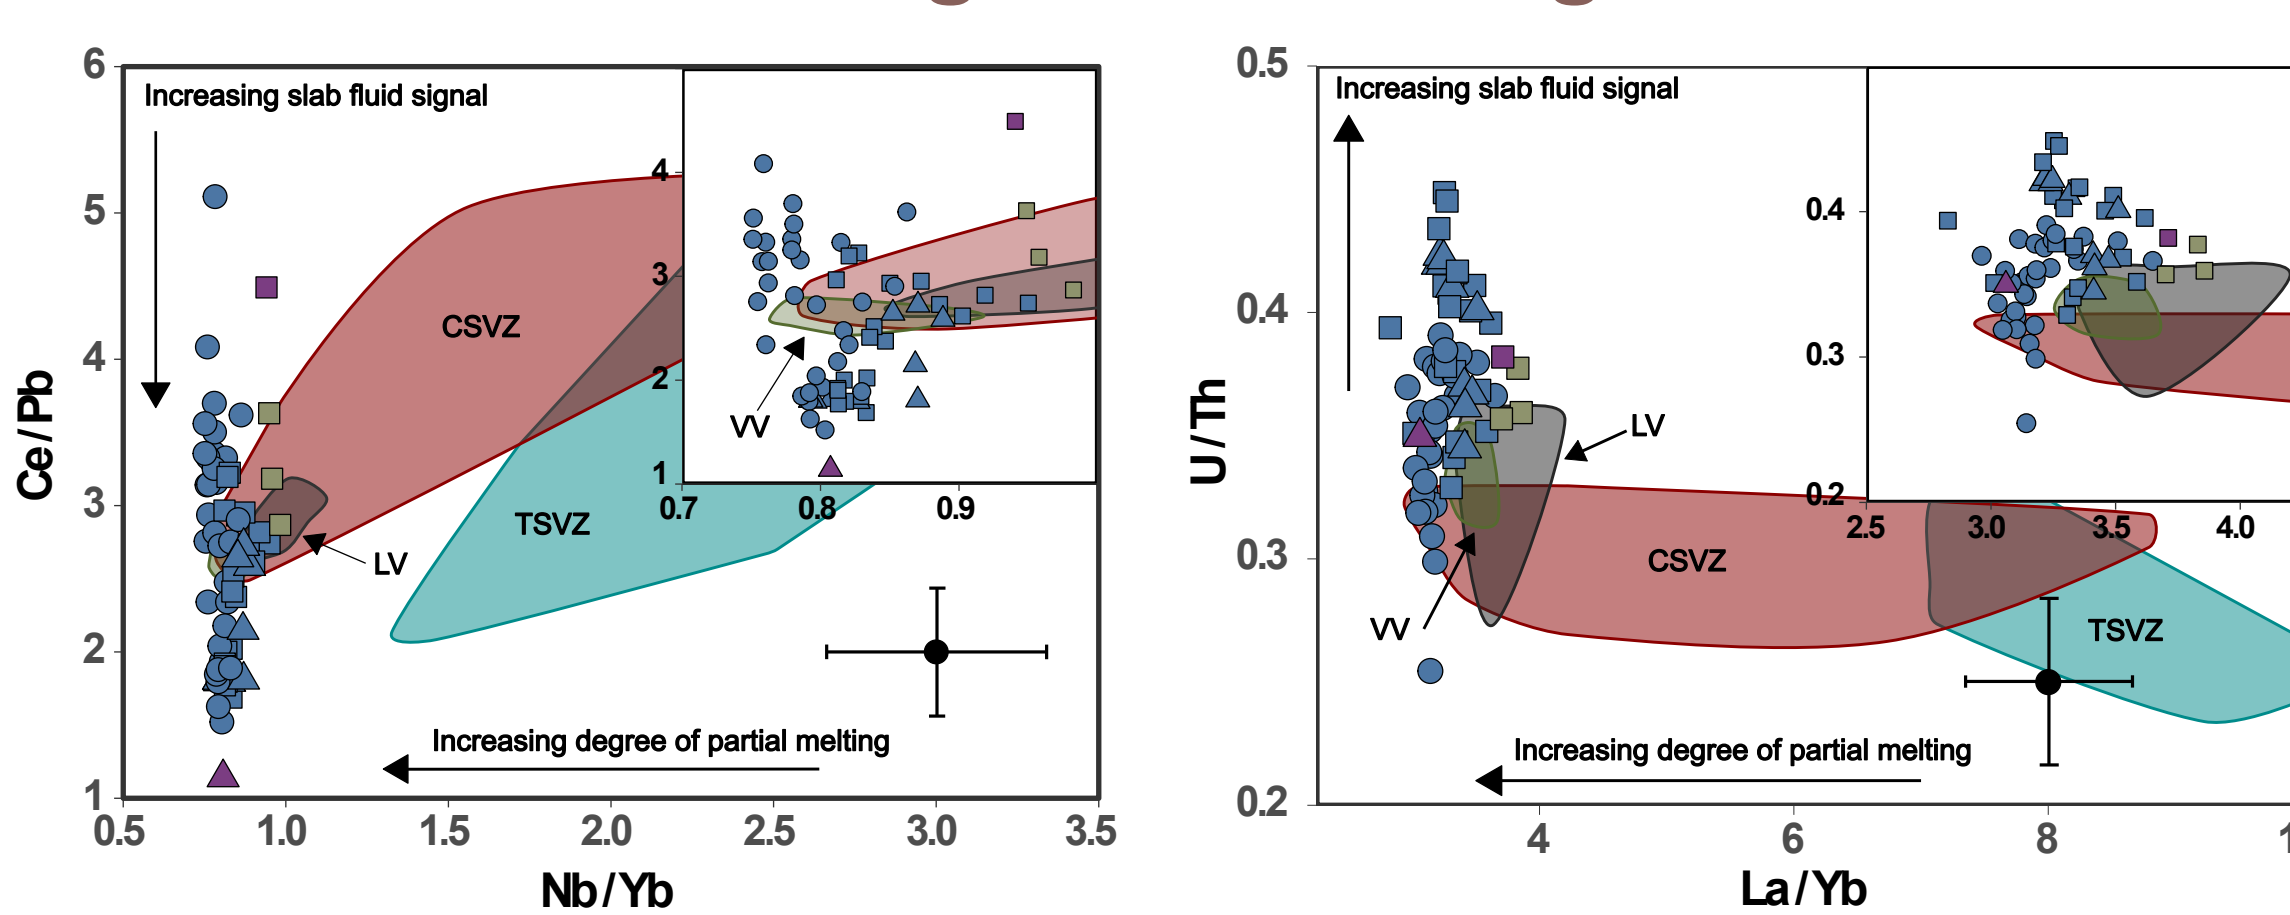 6
5
4
3
2
1
Ce/Pb
Increasing slab fluid signal
CSVZ
TSVZ
LV
4
3
2
1
VV
0.7
0.8
0.9
Increasing degree of partial melting
0.5
1.0
1.5
2.0
2.5
3.0
3.5
Nb/Yb
0.5
0.4
0.3
0.2
U/Th
Increasing slab fluid signal
0.4
0.3
0.2
2.5
3.0
3.5
4.0
LV
CSVZ
VV
TSVZ
Increasing degree of partial melting
4
6
8
La/Yb